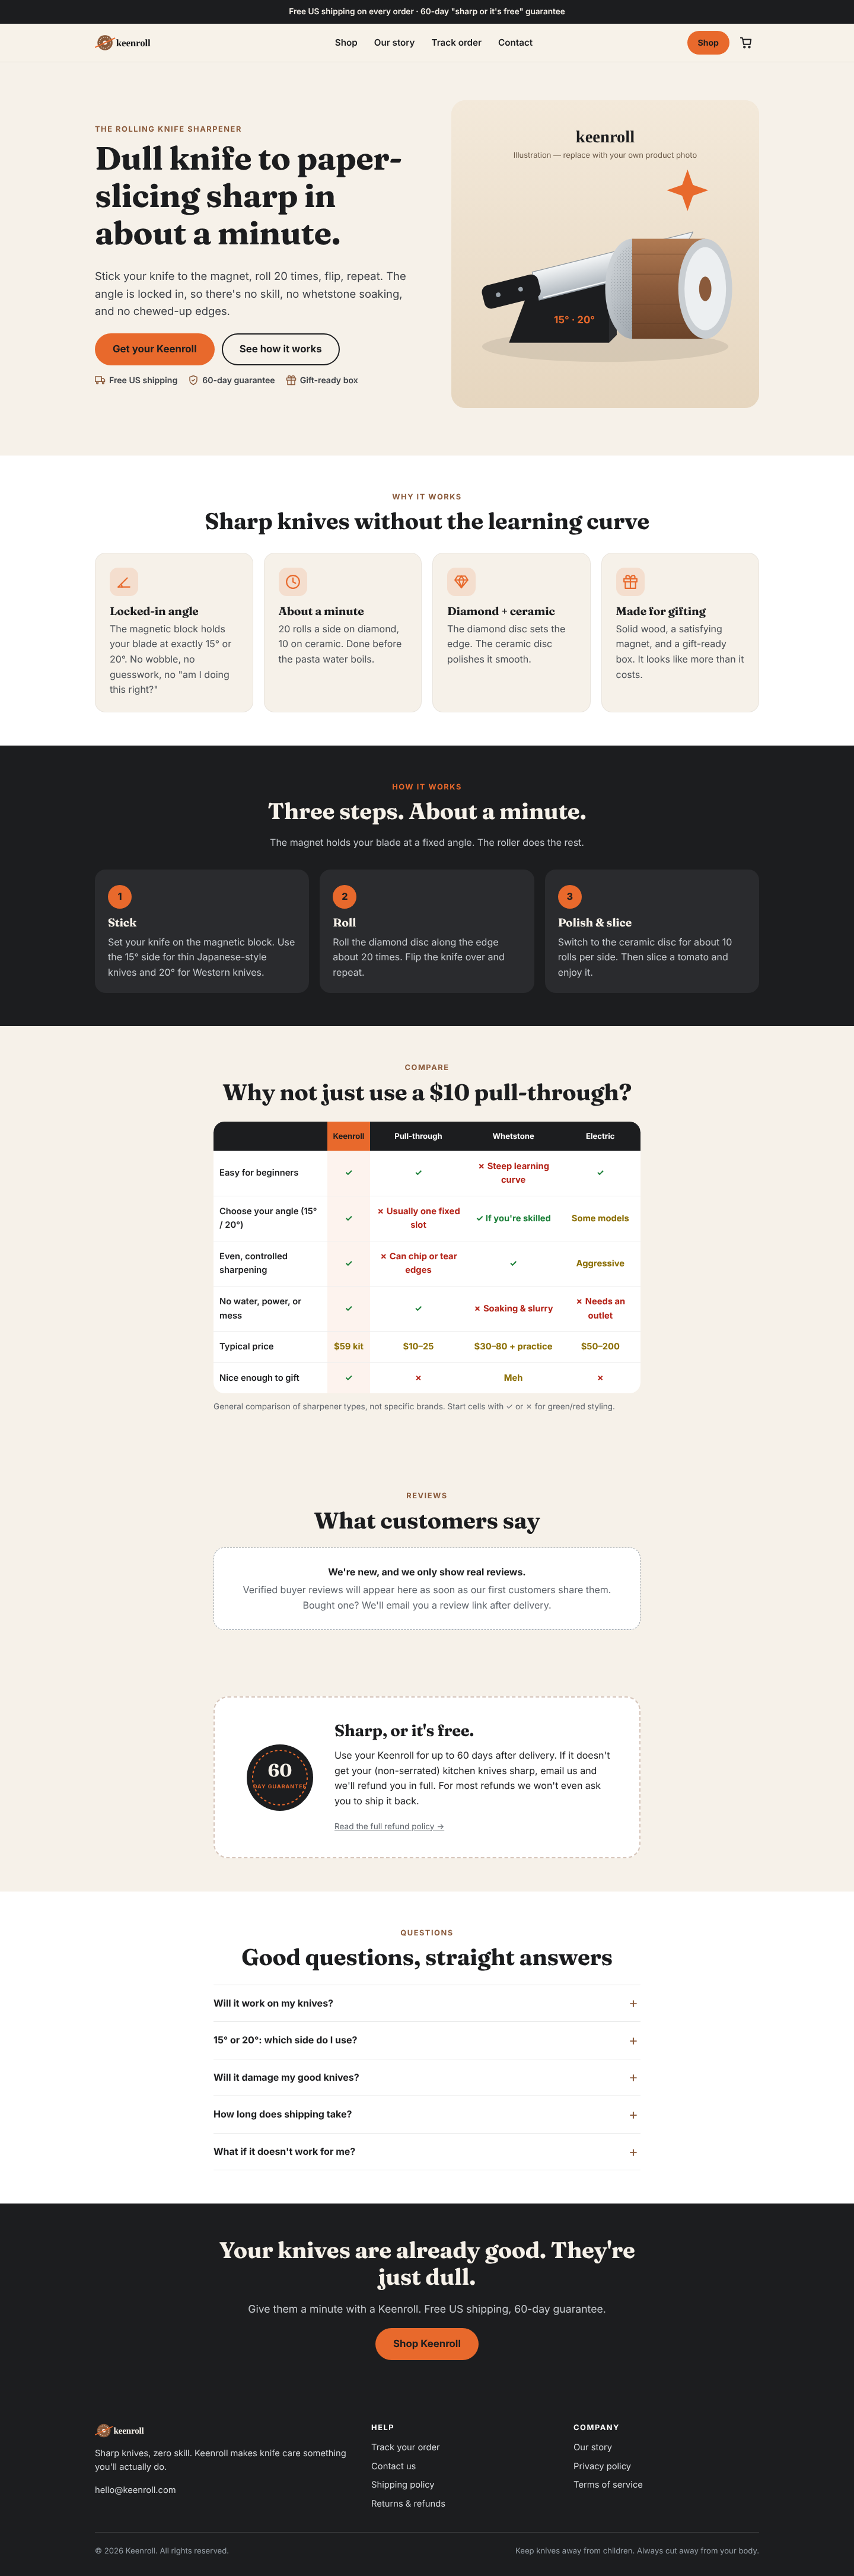 Free US shipping on every order · 60-day "sharp or it's free" guarantee
keenroll
Shop
Our story
Track order
Contact
Shop
THE ROLLING KNIFE SHARPENER
Dull knife to paper-
slicing sharp in
about a minute.
Stick your knife to the magnet, roll 20 times, flip, repeat. The
angle is locked in, so there's no skill, no whetstone soaking,
and no chewed-up edges.
Get your Keenroll
See how it works
Free US shipping
60-day guarantee
Gift-ready box
keenroll
Illustration — replace with your own product photo
15° · 20°
WHY IT WORKS
Sharp knives without the learning curve
Locked-in angle
The magnetic block holds
your blade at exactly 15° or
20°. No wobble, no
guesswork, no "am I doing
this right?"
About a minute
20 rolls a side on diamond,
10 on ceramic. Done before
the pasta water boils.
Diamond + ceramic
The diamond disc sets the
edge. The ceramic disc
polishes it smooth.
Made for gifting
Solid wood, a satisfying
magnet, and a gift-ready
box. It looks like more than it
costs.
HOW IT WORKS
Three steps. About a minute.
The magnet holds your blade at a fixed angle. The roller does the rest.
1
Stick
Set your knife on the magnetic block. Use
the 15° side for thin Japanese-style
knives and 20° for Western knives.
2
Roll
Roll the diamond disc along the edge
about 20 times. Flip the knife over and
repeat.
3
Polish & slice
Switch to the ceramic disc for about 10
rolls per side. Then slice a tomato and
enjoy it.
COMPARE
Why not just use a $10 pull-through?
Keenroll
Pull-through
Whetstone
Electric
Easy for beginners
✓
✓
× Steep learning
curve
✓
Choose your angle (15°
/ 20°)
✓
× Usually one fixed
slot
✓ If you're skilled
Some models
Even, controlled
sharpening
✓
× Can chip or tear
edges
✓
Aggressive
No water, power, or
mess
✓
✓
× Soaking & slurry
× Needs an
outlet
Typical price
$59 kit
$10–25
$30–80 + practice
$50–200
Nice enough to gift
✓
×
Meh
×
General comparison of sharpener types, not specific brands. Start cells with ✓ or × for green/red styling.
REVIEWS
What customers say
We're new, and we only show real reviews.
Verified buyer reviews will appear here as soon as our first customers share them.
Bought one? We'll email you a review link after delivery.
60
DAY GUARANTEE
Sharp, or it's free.
Use your Keenroll for up to 60 days after delivery. If it doesn't
get your (non-serrated) kitchen knives sharp, email us and
we'll refund you in full. For most refunds we won't even ask
you to ship it back.
Read the full refund policy →
QUESTIONS
Good questions, straight answers
Will it work on my knives?
+
15° or 20°: which side do I use?
+
Will it damage my good knives?
+
How long does shipping take?
+
What if it doesn't work for me?
+
Your knives are already good. They're
just dull.
Give them a minute with a Keenroll. Free US shipping, 60-day guarantee.
Shop Keenroll
keenroll
Sharp knives, zero skill. Keenroll makes knife care something
you'll actually do.
hello@keenroll.com
HELP
Track your order
Contact us
Shipping policy
Returns & refunds
COMPANY
Our story
Privacy policy
Terms of service
© 2026 Keenroll. All rights reserved.
Keep knives away from children. Always cut away from your body.